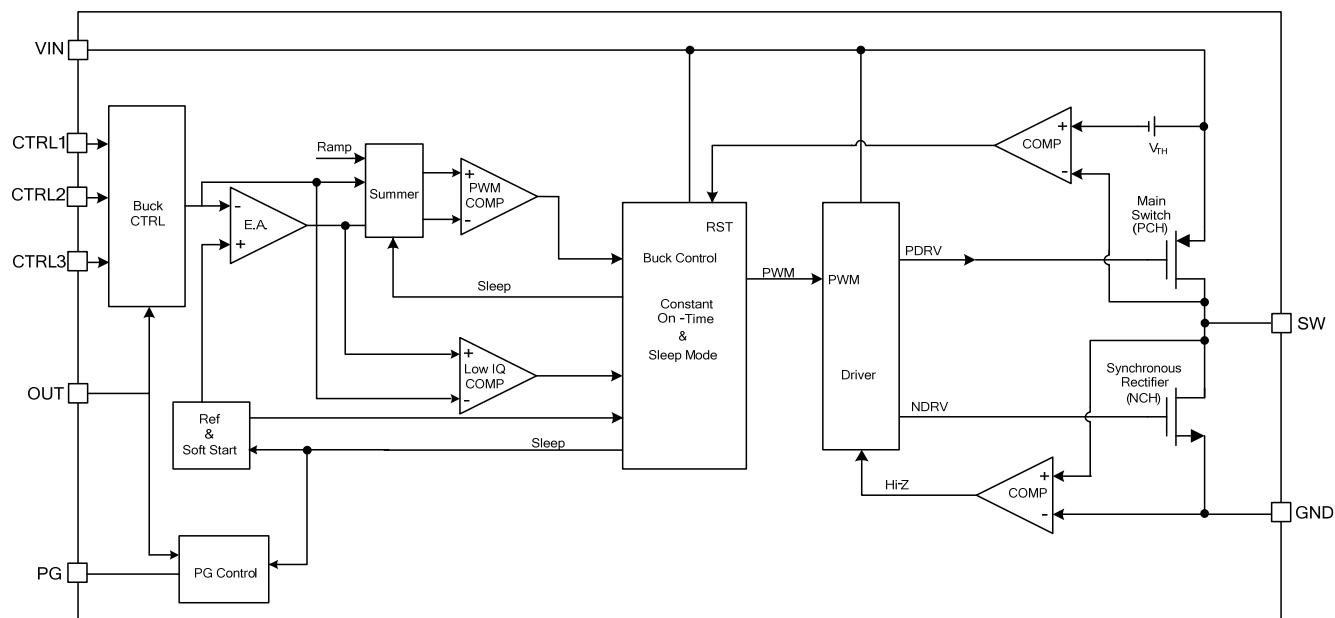 VIN
CTRL1
CTRL2
CTRL3
Buck
CTRL
Ramp
Summer
+
-
PWM
COMP
-
+
E.A.
Sleep
+
-
Low IQ
COMP
OUT
Ref
&
Soft Start
Sleep
PG
PG Control
RST
Buck Control
Constant
On -Time
&
Sleep Mode
PWM
PWM
Driver
PDRV
NDRV
Hi-Z
COMP
+
-
VTH
Main
Switch
(PCH)
SW
Synchronous
Rectifier
(NCH)
COMP
+
-
GND